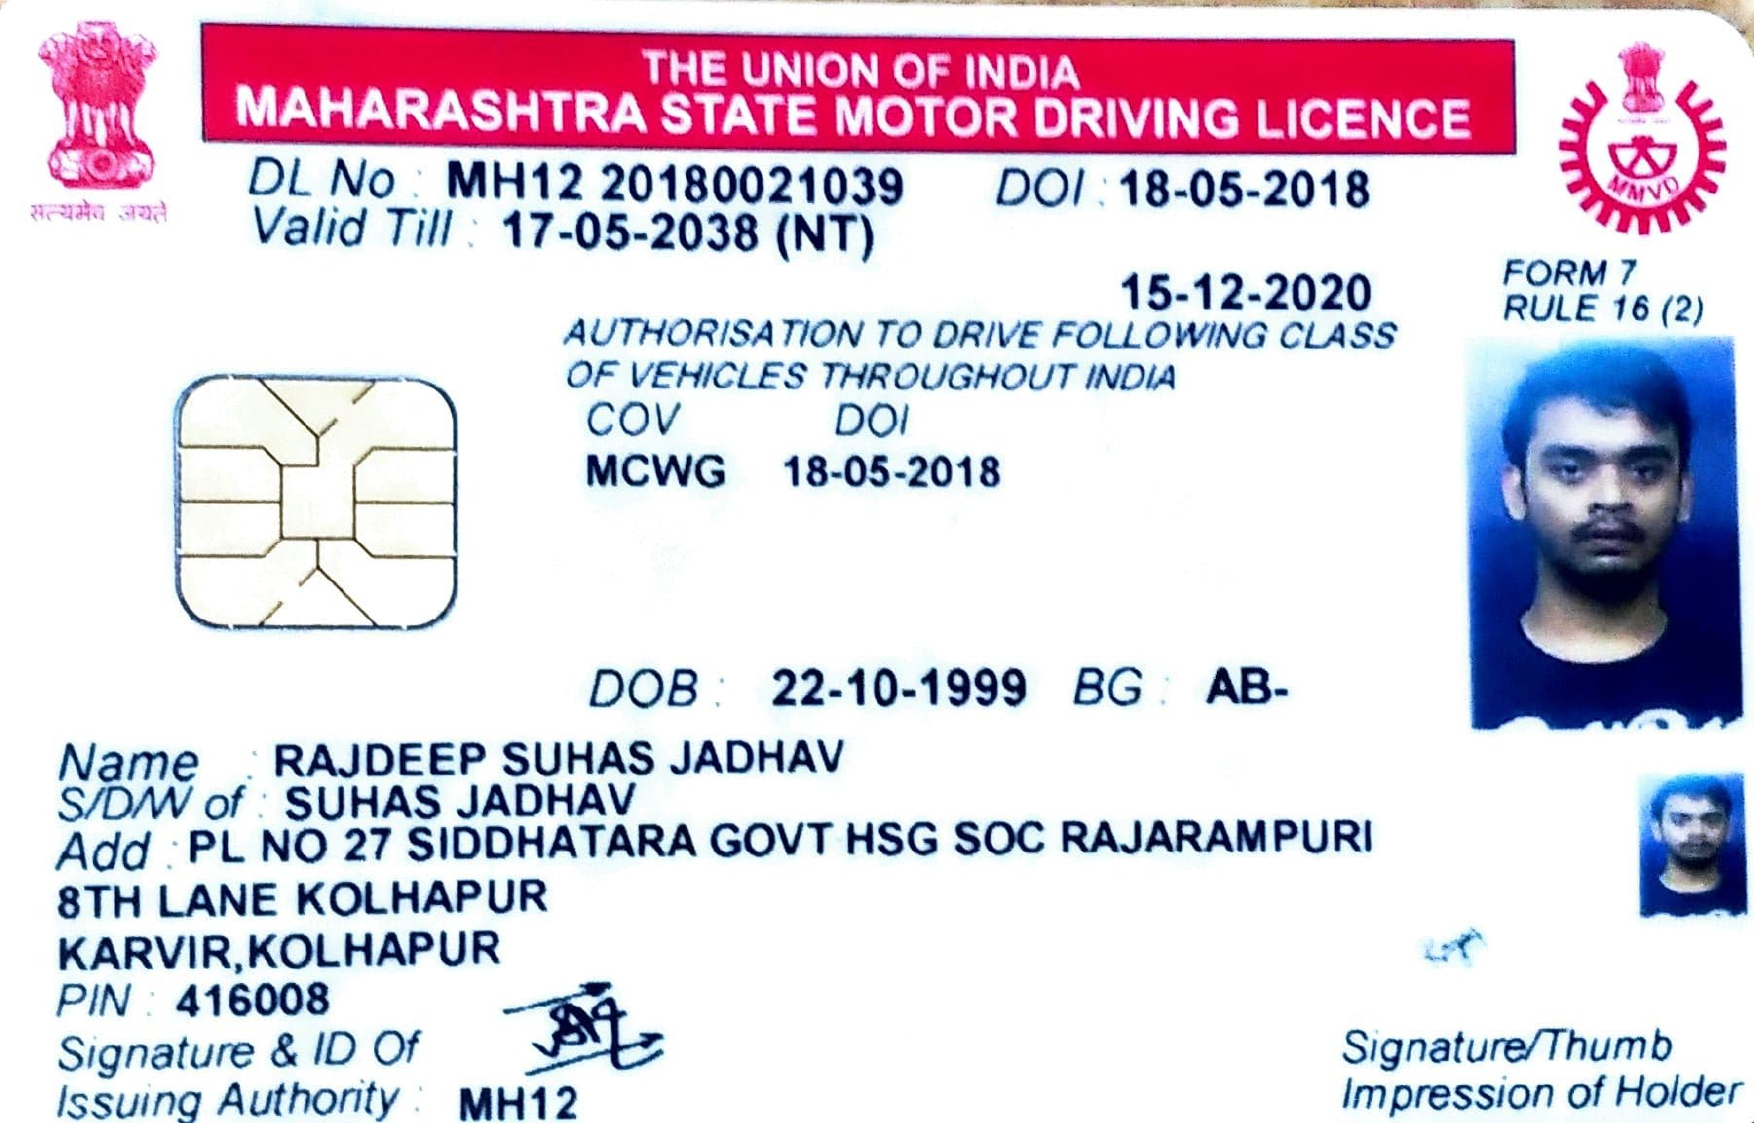 THE UNION OF INDIA
MAHARASHTRA STATE MOTOR DRIVING LICENCE
सत्यमेव जयते
MMVD
DL No : MH12 20180021039 DOI : 18-05-2018
Valid Till : 17-05-2038 (NT)
15-12-2020
FORM 7
RULE 16 (2)
AUTHORISATION TO DRIVE FOLLOWING CLASS
OF VEHICLES THROUGHOUT INDIA
COV DOI
MCWG 18-05-2018
DOB : 22-10-1999 BG : AB-
Name : RAJDEEP SUHAS JADHAV
S/D/W of : SUHAS JADHAV
Add : PL NO 27 SIDDHATARA GOVT HSG SOC RAJARAMPURI
8TH LANE KOLHAPUR
KARVIR,KOLHAPUR
PIN : 416008
Signature & ID Of
Issuing Authority : MH12
Signature/Thumb
Impression of Holder